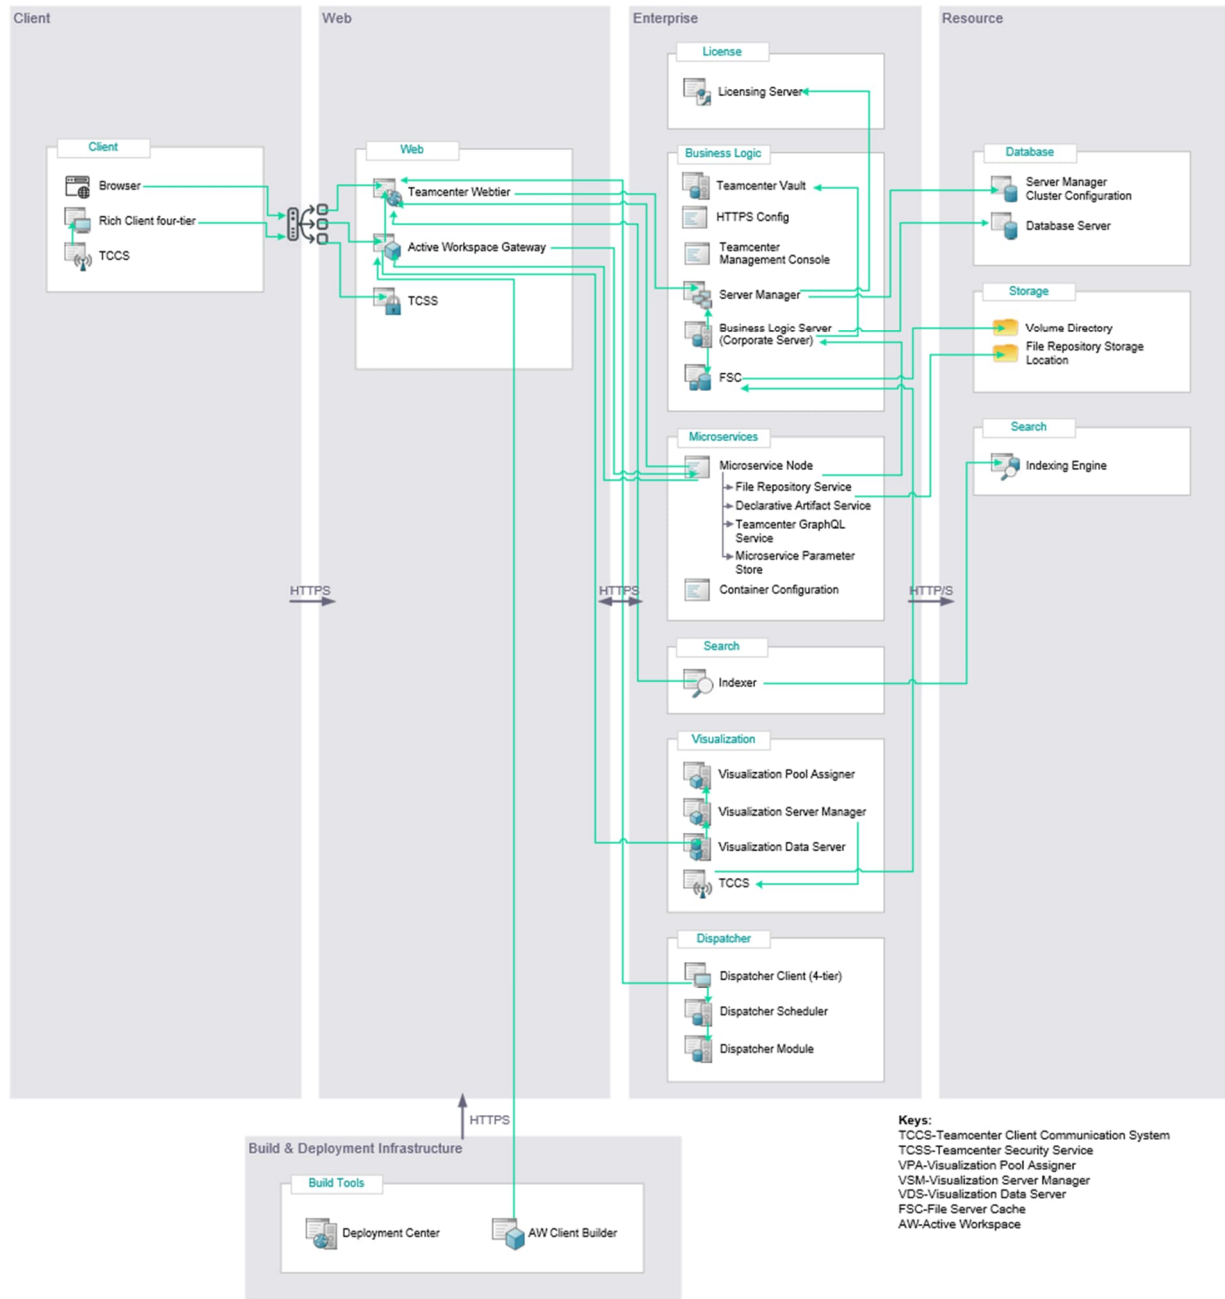 Client
Web
Enterprise
Resource
Client
Browser
Rich Client four-tier
TCCS
HTTPS
Web
Teamcenter Webtier
Active Workspace Gateway
TCSS
HTTPS
License
Licensing Server
Business Logic
Teamcenter Vault
HTTPS Config
Teamcenter
Management Console
Server Manager
Business Logic Server
(Corporate Server)
FSC
Microservices
Microservice Node
File Repository Service
Declarative Artifact Service
Teamcenter GraphQL
Service
Microservice Parameter
Store
Container Configuration
Search
Indexer
Visualization
Visualization Pool Assigner
Visualization Server Manager
Visualization Data Server
TCCS
Dispatcher
Dispatcher Client (4-tier)
Dispatcher Scheduler
Dispatcher Module
HTTP/S
Database
Server Manager
Cluster Configuration
Database Server
Storage
Volume Directory
File Repository Storage
Location
Search
Indexing Engine
HTTPS
Build & Deployment Infrastructure
Build Tools
Deployment Center
AW Client Builder
Keys:
TCCS-Teamcenter Client Communication System
TCSS-Teamcenter Security Service
VPA-Visualization Pool Assigner
VSM-Visualization Server Manager
VDS-Visualization Data Server
FSC-File Server Cache
AW-Active Workspace